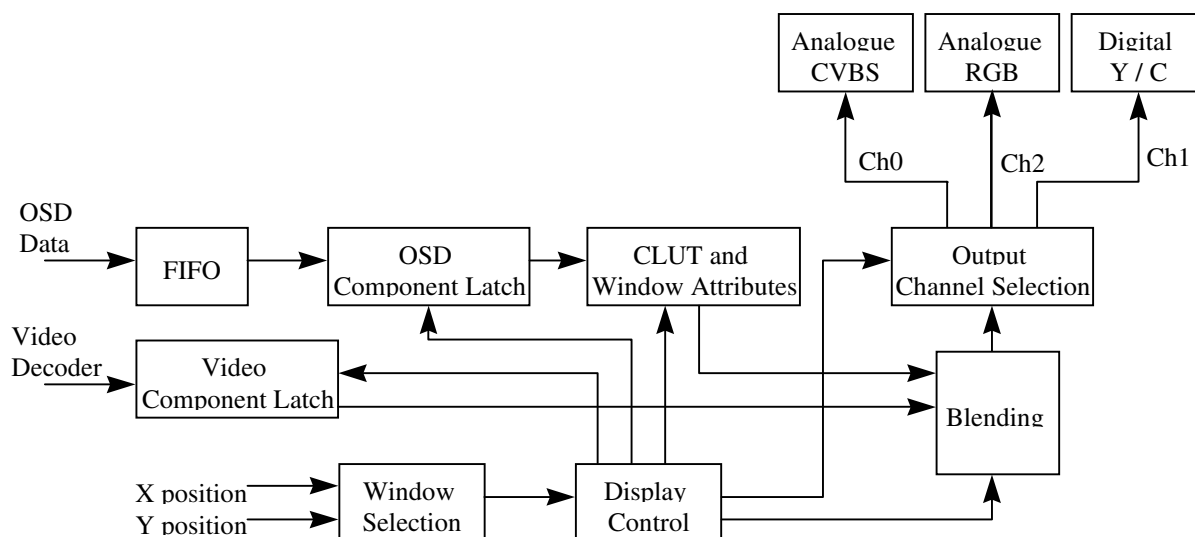 Analogue
CVBS
Analogue
RGB
Digital
Y / C
Ch0
Ch2
Ch1
OSD
Data
FIFO
OSD
Component Latch
CLUT and
Window Attributes
Output
Channel Selection
Video
Decoder
Video
Component Latch
Blending
X position
Y position
Window
Selection
Display
Control